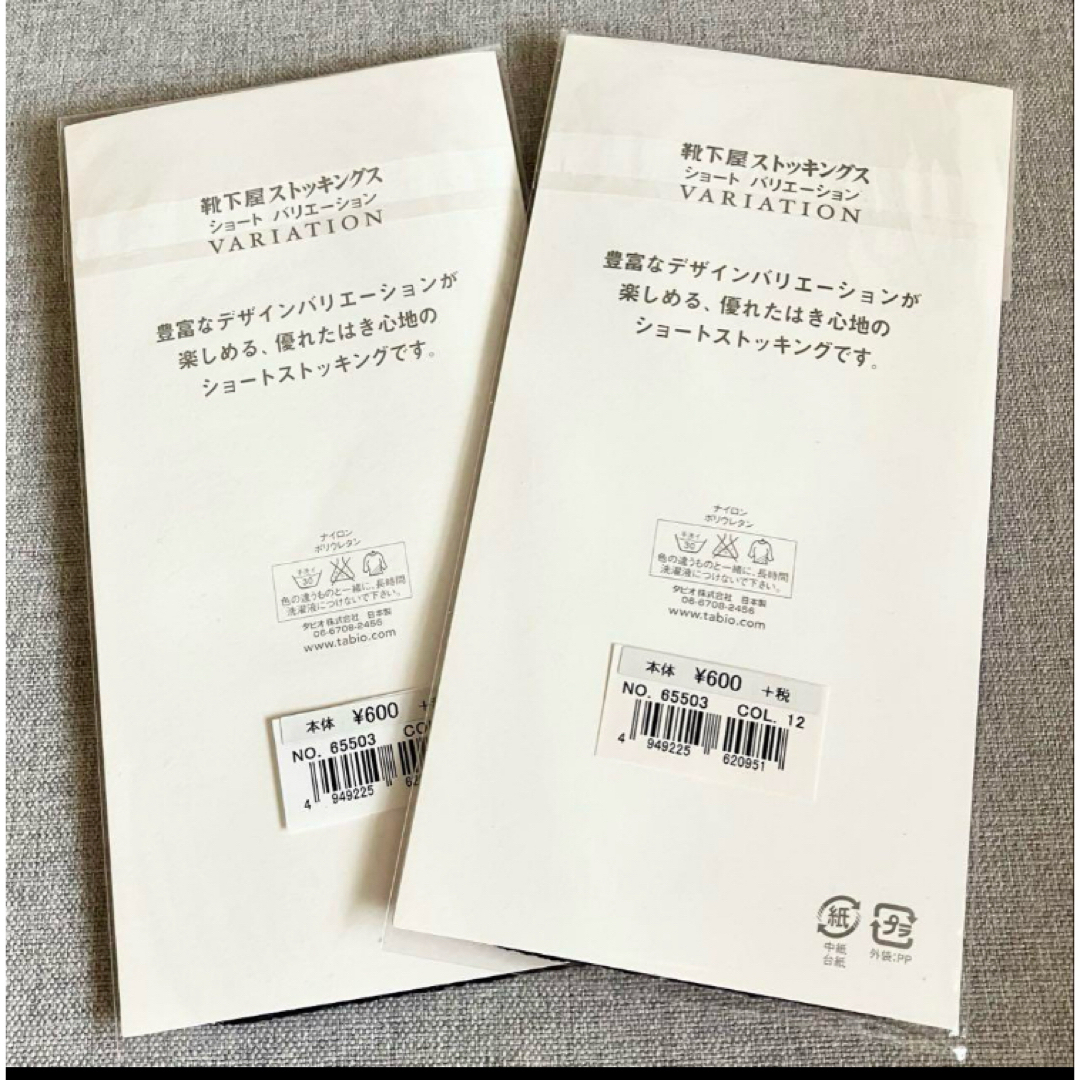 靴下屋ストッキングス
ショート バリエーション
VARIATION
豊富なデザインバリエーションが
楽しめる、優れたはき心地の
ショートストッキングです。
ナイロン
ポリウレタン
手洗イ
30
色の違うものと一緒に、長時間
洗濯液につけないで下さい。
タビオ株式会社 日本製
06-6708-2456
www.tabio.com
本体 ¥600
NO. 65503
4 949225
靴下屋ストッキングス
ショート バリエーション
VARIATION
豊富なデザインバリエーションが
楽しめる、優れたはき心地の
ショートストッキングです。
ナイロン
ポリウレタン
手洗イ
30
色の違うものと一緒に、長時間
洗濯液につけないで下さい。
タビオ株式会社 日本製
06-6708-2456
www.tabio.com
本体 ¥600 +税
NO. 65503 COL. 12
4 949225 620951
紙 プラ
中紙 外袋:PP
台紙